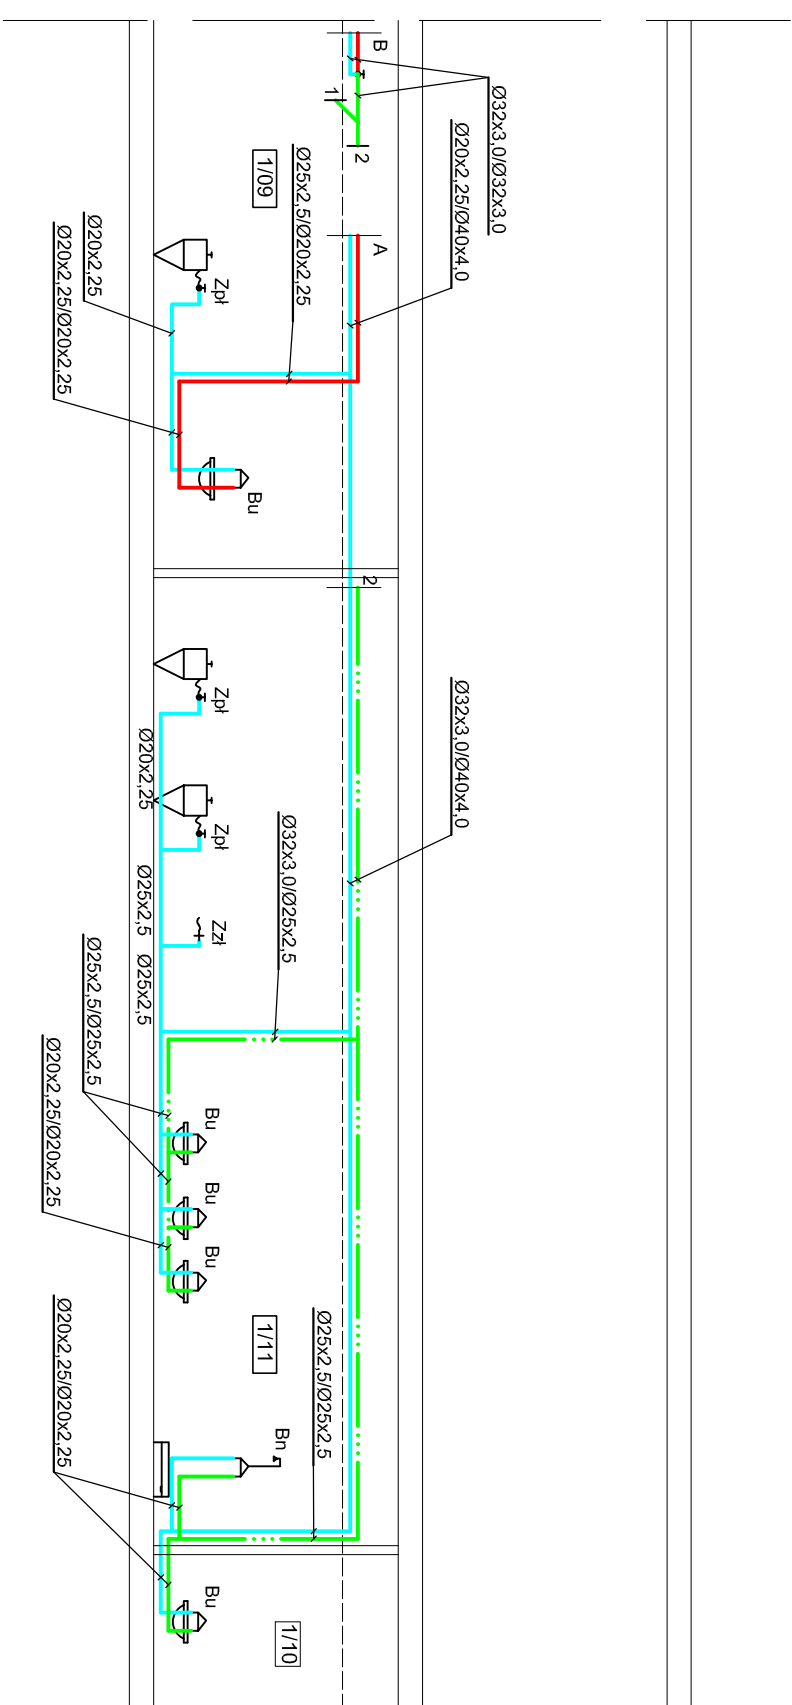 B
Ø32x3,0/Ø32x3,0
1
2
Ø20x2,25/Ø40x4,0
1/09
Ø25x2,5/Ø20x2,25
A
Zpł
Ø20x2,25
Ø20x2,25/Ø20x2,25
Bu
2
Zpł
Ø32x3,0/Ø40x4,0
Ø20x2,25
Zpł
Ø32x3,0/Ø25x2,5
Ø25x2,5
Zzł
Ø25x2,5
Ø25x2,5/Ø25x2,5
Ø20x2,25/Ø20x2,25
Bu
Bu
Bu
1/11
Ø25x2,5/Ø25x2,5
Ø20x2,25/Ø20x2,25
Bn
Bu
1/10